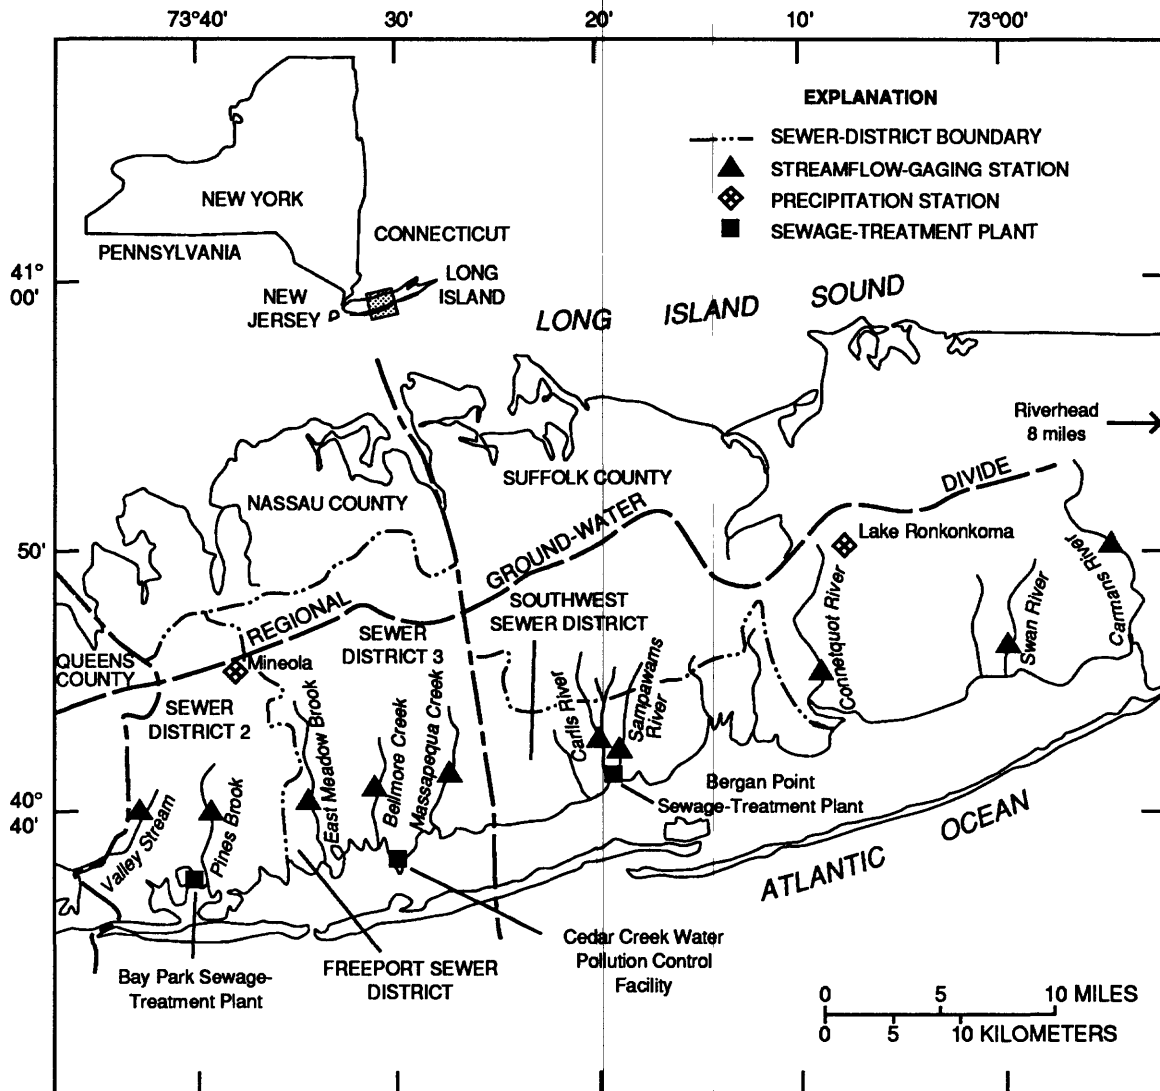 73°40' 30' 20' 10' 73°00'
EXPLANATION
SEWER-DISTRICT BOUNDARY
STREAMFLOW-GAGING STATION
PRECIPITATION STATION
SEWAGE-TREATMENT PLANT
NEW YORK
PENNSYLVANIA
CONNECTICUT
LONG
ISLAND
NEW
JERSEY
41°
00'
LONG ISLAND SOUND
Riverhead
8 miles
SUFFOLK COUNTY
NASSAU COUNTY
DIVIDE
GROUND-WATER
REGIONAL
Lake Ronkonkoma
50'
SOUTHWEST
SEWER DISTRICT
SEWER
DISTRICT 3
QUEENS
COUNTY
Mineola
SEWER
DISTRICT 2
Valley Stream
Pines Brook
East Meadow Brook
Bellmore Creek
Massapequa Creek
Carlls River
Sampawams
River
Connetquot River
Swan River
Carmans River
40°
40'
Bergan Point
Sewage-Treatment Plant
ATLANTIC OCEAN
Bay Park Sewage-
Treatment Plant
FREEPORT SEWER
DISTRICT
Cedar Creek Water
Pollution Control
Facility
0 5 10 MILES
0 5 10 KILOMETERS